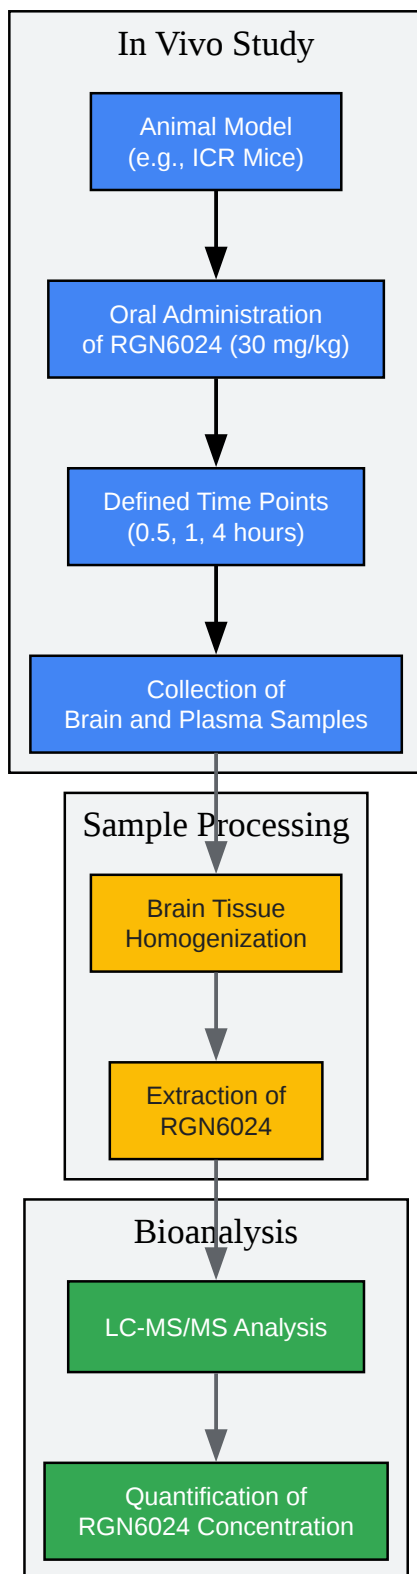 In Vivo Study
Animal Model
(e.g., ICR Mice)
Oral Administration
of RGN6024 (30 mg/kg)
Defined Time Points
(0.5, 1, 4 hours)
Collection of
Brain and Plasma Samples
Sample Processing
Brain Tissue
Homogenization
Extraction of
RGN6024
Bioanalysis
LC-MS/MS Analysis
Quantification of
RGN6024 Concentration